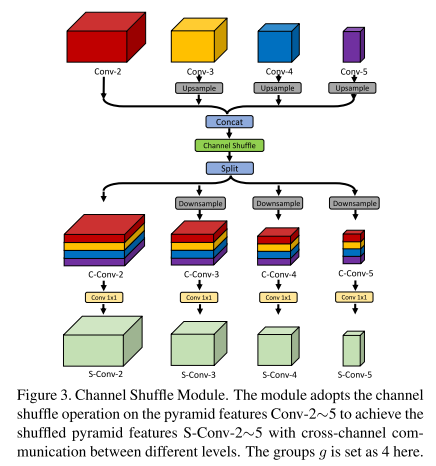 Conv-2 Conv-3 Conv-4 Conv-5
Upsample Upsample Upsample
Concat
Channel Shuffle
Split
Downsample Downsample Downsample
C-Conv-2 C-Conv-3 C-Conv-4 C-Conv-5
Conv 1x1 Conv 1x1 Conv 1x1 Conv 1x1
S-Conv-2 S-Conv-3 S-Conv-4 S-Conv-5
Figure 3. Channel Shuffle Module. The module adopts the channel
shuffle operation on the pyramid features Conv-2∼5 to achieve the
shuffled pyramid features S-Conv-2∼5 with cross-channel com-
munication between different levels. The groups g is set as 4 here.